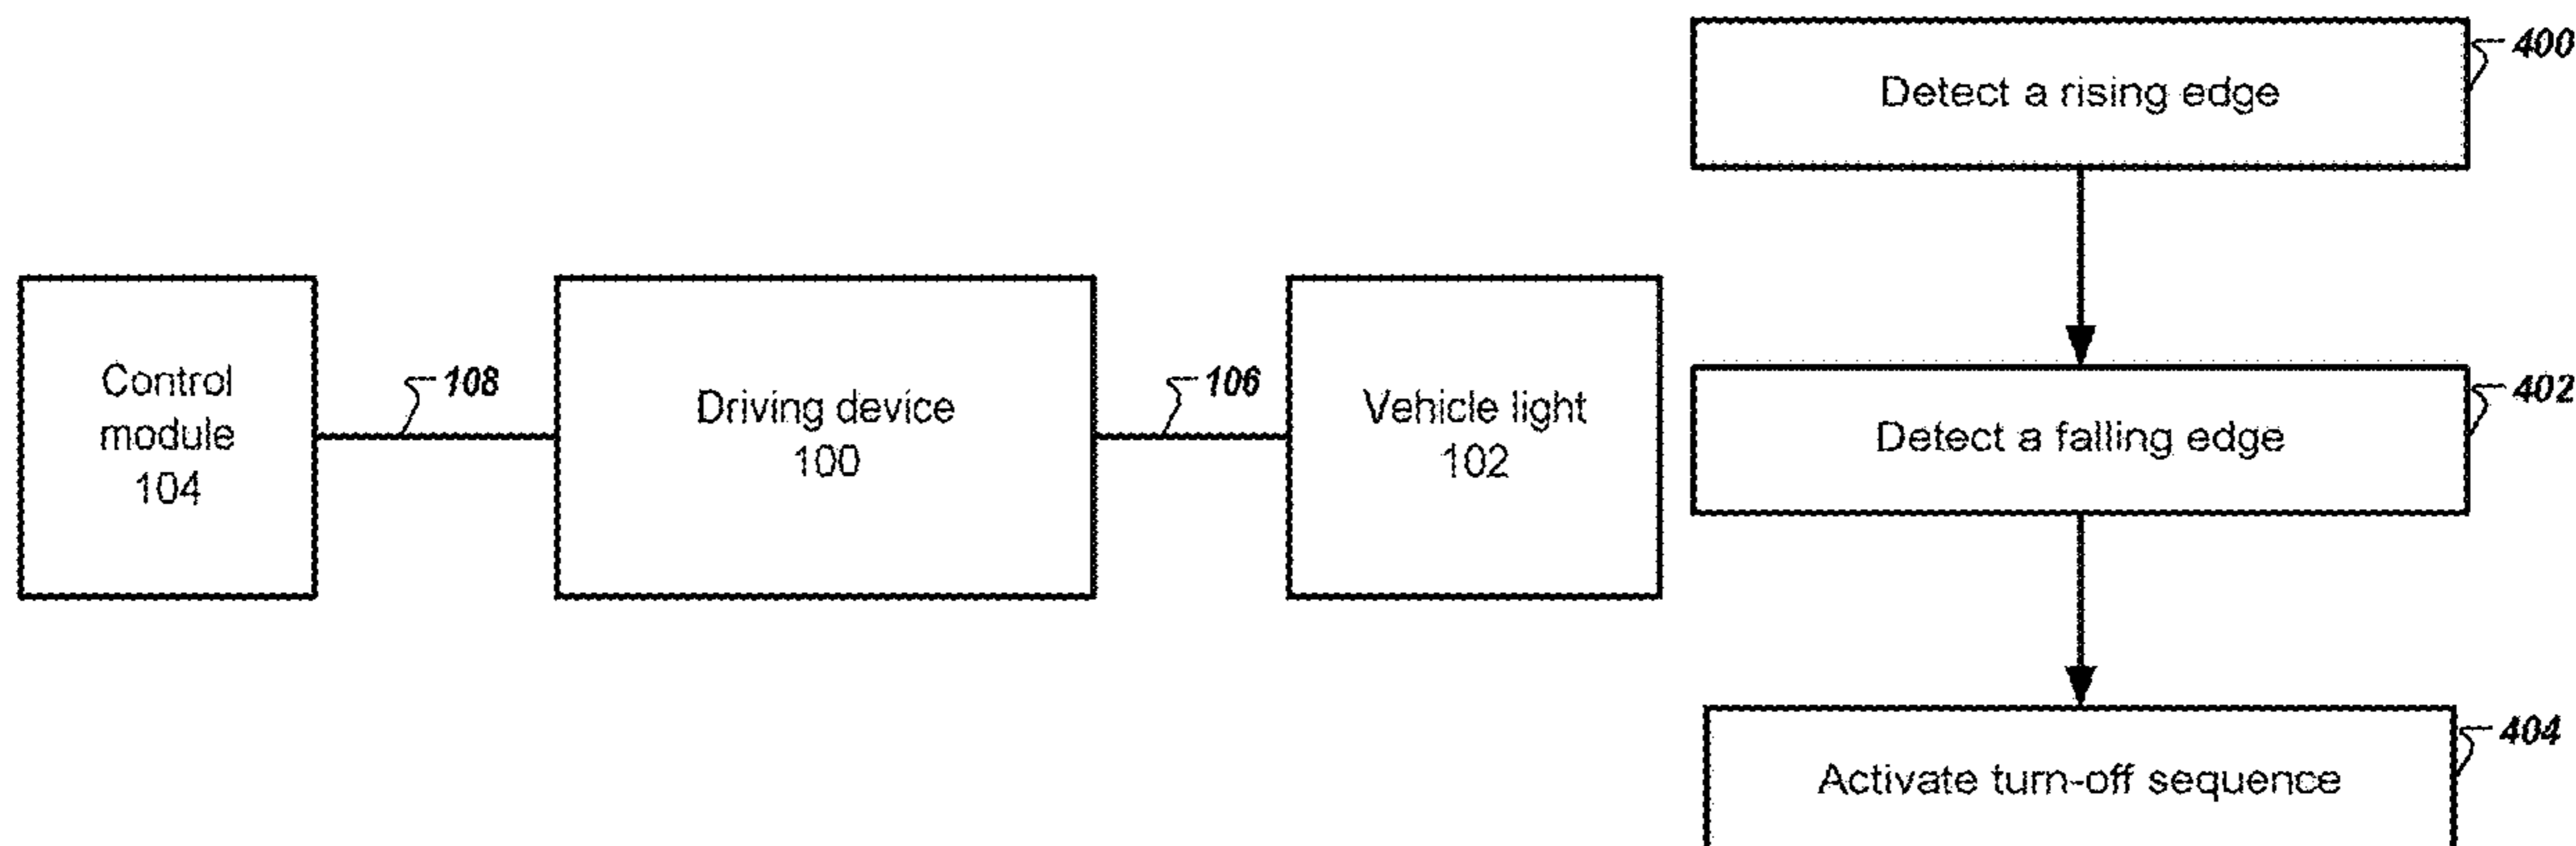 Control
module
104
108
Driving device
100
106
Vehicle light
102
400
Detect a rising edge
402
Detect a falling edge
404
Activate turn-off sequence